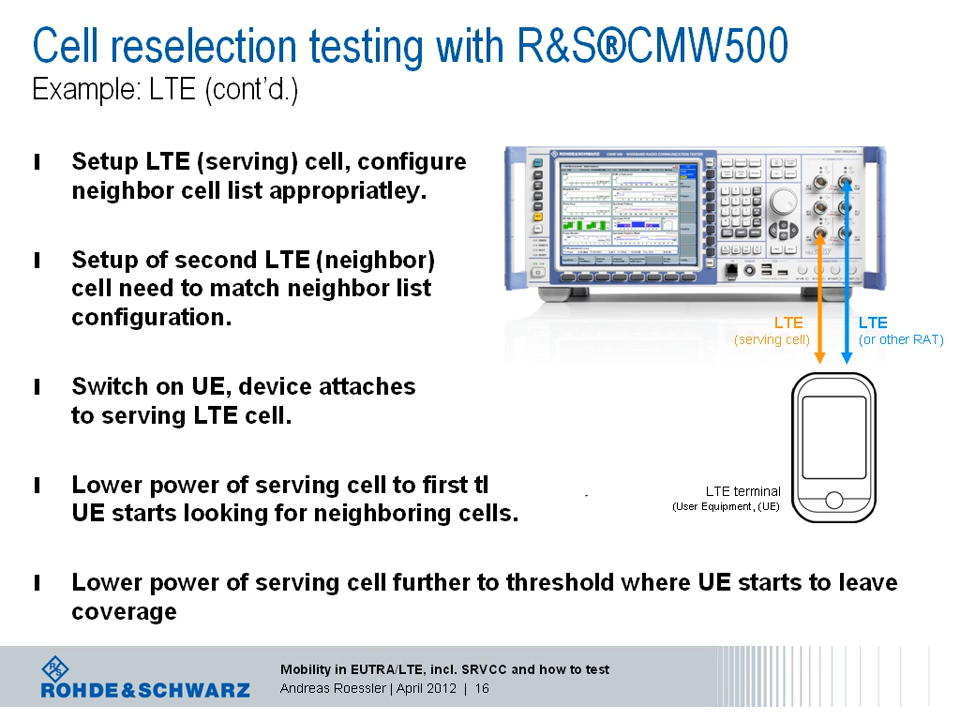 Cell reselection testing with R&S®CMW500
Example: LTE (cont'd.)
Setup LTE (serving) cell, configure
neighbor cell list appropriatley.
Setup of second LTE (neighbor)
cell need to match neighbor list
configuration.
Switch on UE, device attaches
to serving LTE cell.
Lower power of serving cell to first
UE starts looking for neighboring cells.
Lower power of serving cell further to threshold where UE starts to leave
coverage
ROHDE & SCHWARZ
LTE
(serving cell)
LTE
(or other RAT)
LTE terminal
(User Equipment, (UE)
R S
ROHDE & SCHWARZ
Mobility in EUTRA/LTE, incl. SRVCC and how to test
Andreas Roessler | April 2012 | 16